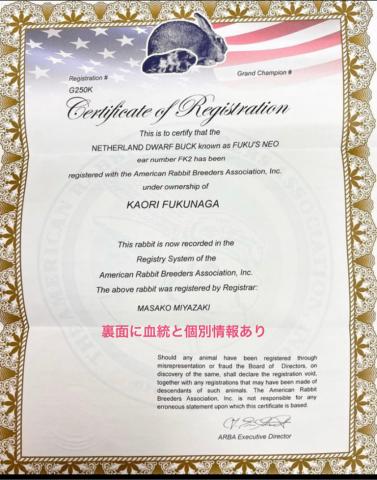 Registration #
Grand Champion #
G250K
Certificate of Registration
This is to certify that the
NETHERLAND DWARF BUCK known as FUKU'S NEO
ear number FK2 has been
registered with the American Rabbit Breeders Association, Inc.
under ownership of
KAORI FUKUNAGA
This rabbit is now recorded in the
Registry System of the
American Rabbit Breeders Association, Inc.
The above rabbit was registered by Registrar:
MASAKO MIYAZAKI
裏面に血統と個別情報あり
Should any animal have been registered through
misrepresentation or fraud the Board of Directors, on
discovery of the same, shall declare the registration void,
together with any registrations that may have been made of
descendants of such animals. The American Rabbit
Breeders Association, Inc. is not responsible for any
erroneous statement upon which this certificate is based.
ARBA Executive Director